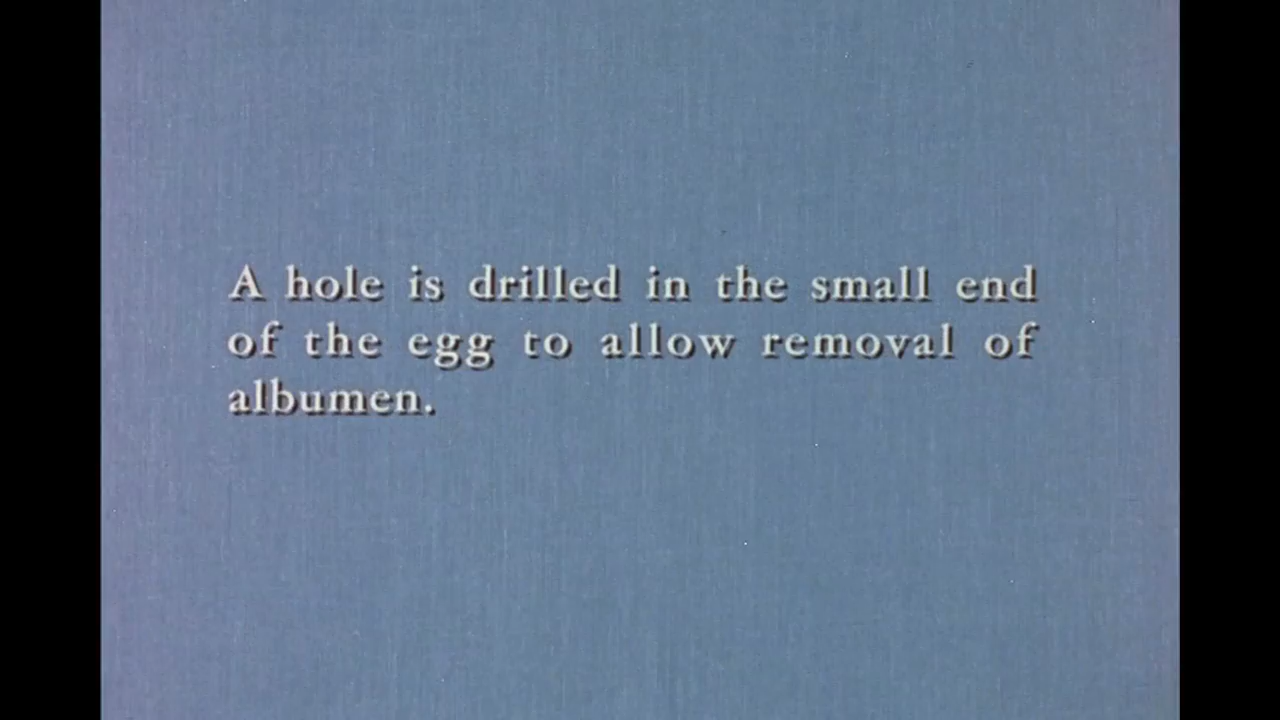 A hole is drilled in the small end
of the egg to allow removal of
albumen.